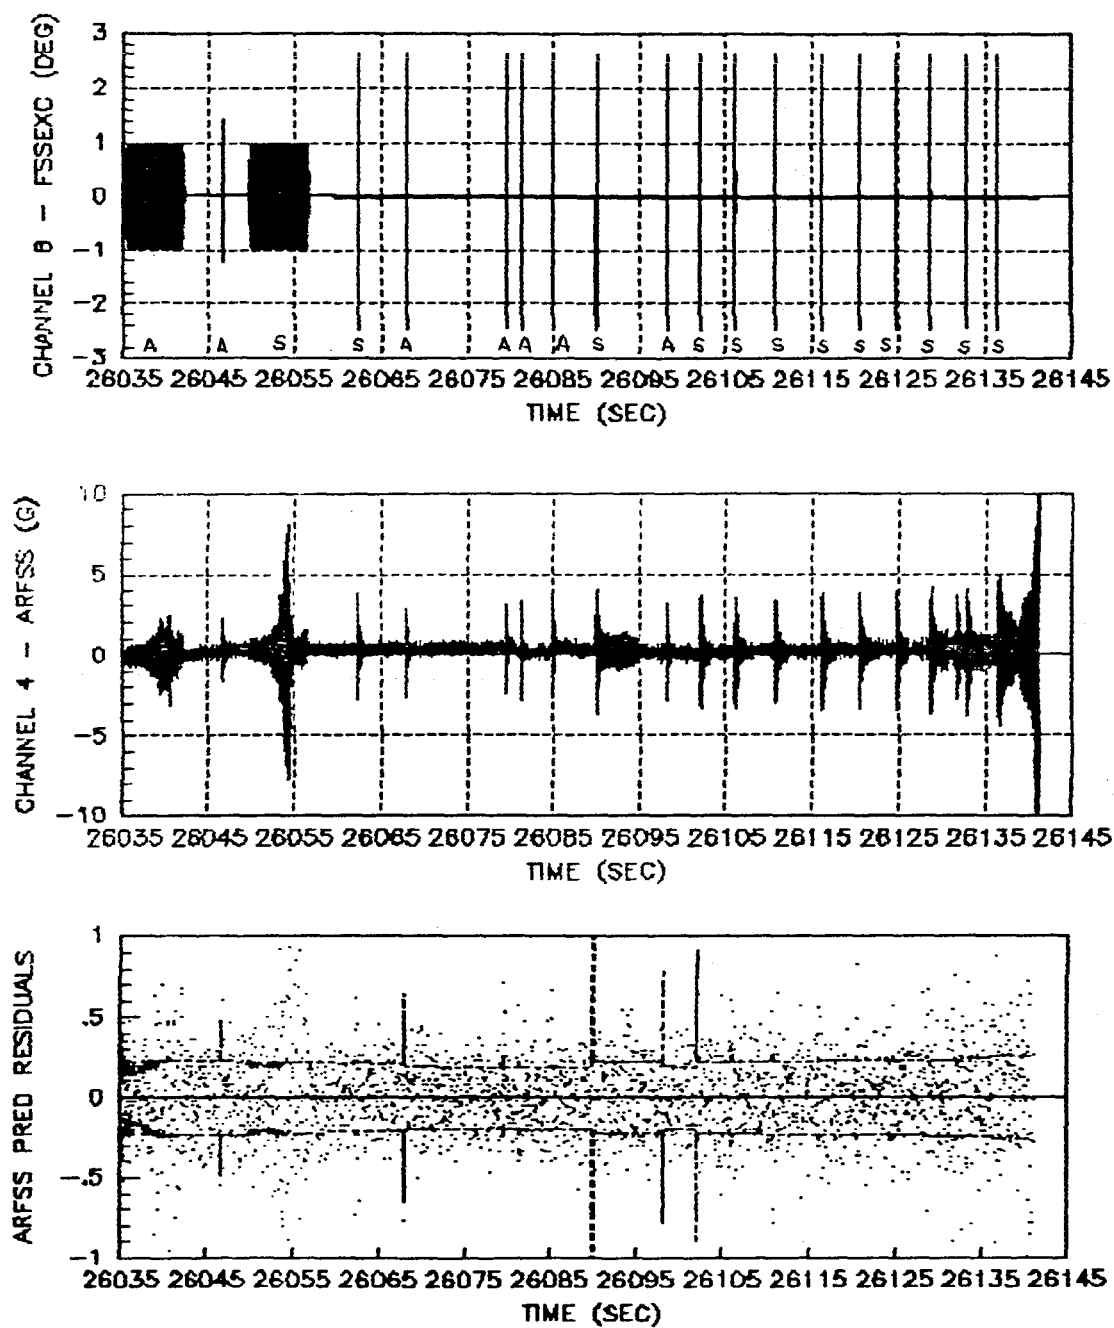 CHANNEL 8 - FSSEXC (DEG)
3
2
1
0
-1
-2
-3
A A S S A A A A S A S S S S S S S S S
26035 26045 26055 26065 26075 26085 26095 26105 26115 26125 26135 26145
TIME (SEC)
CHANNEL 4 - ARFSS (G)
10
5
0
-5
-10
26035 26045 26055 26065 26075 26085 26095 26105 26115 26125 26135 26145
TIME (SEC)
ARFSS PRED RESIDUALS
1
.5
0
-.5
-1
26035 26045 26055 26065 26075 26085 26095 26105 26115 26125 26135 26145
TIME (SEC)